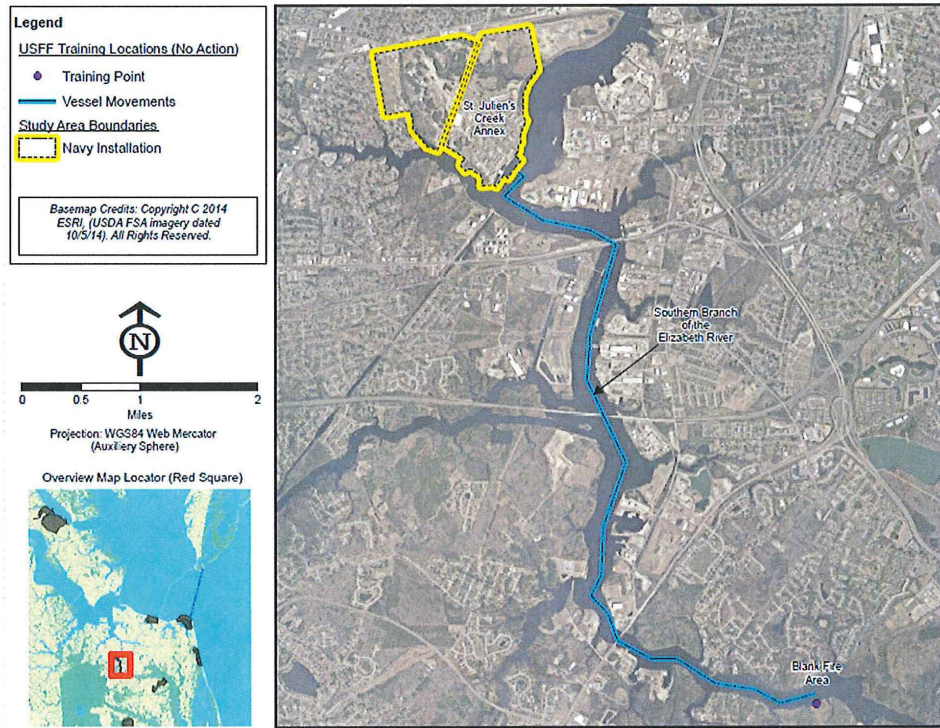 Legend
USFF Training Locations (No Action)
Training Point
Vessel Movements
Study Area Boundaries
Navy Installation
Basemap Credits: Copyright C 2014
ESRI, (USDA FSA imagery dated
10/5/14). All Rights Reserved.
N
0 0.5 1 2
Miles
Projection: WGS84 Web Mercator
(Auxiliery Sphere)
Overview Map Locator (Red Square)
St. Julien's
Creek
Annex
Southern Branch
of the
Elizabeth River
Blank Fire
Area